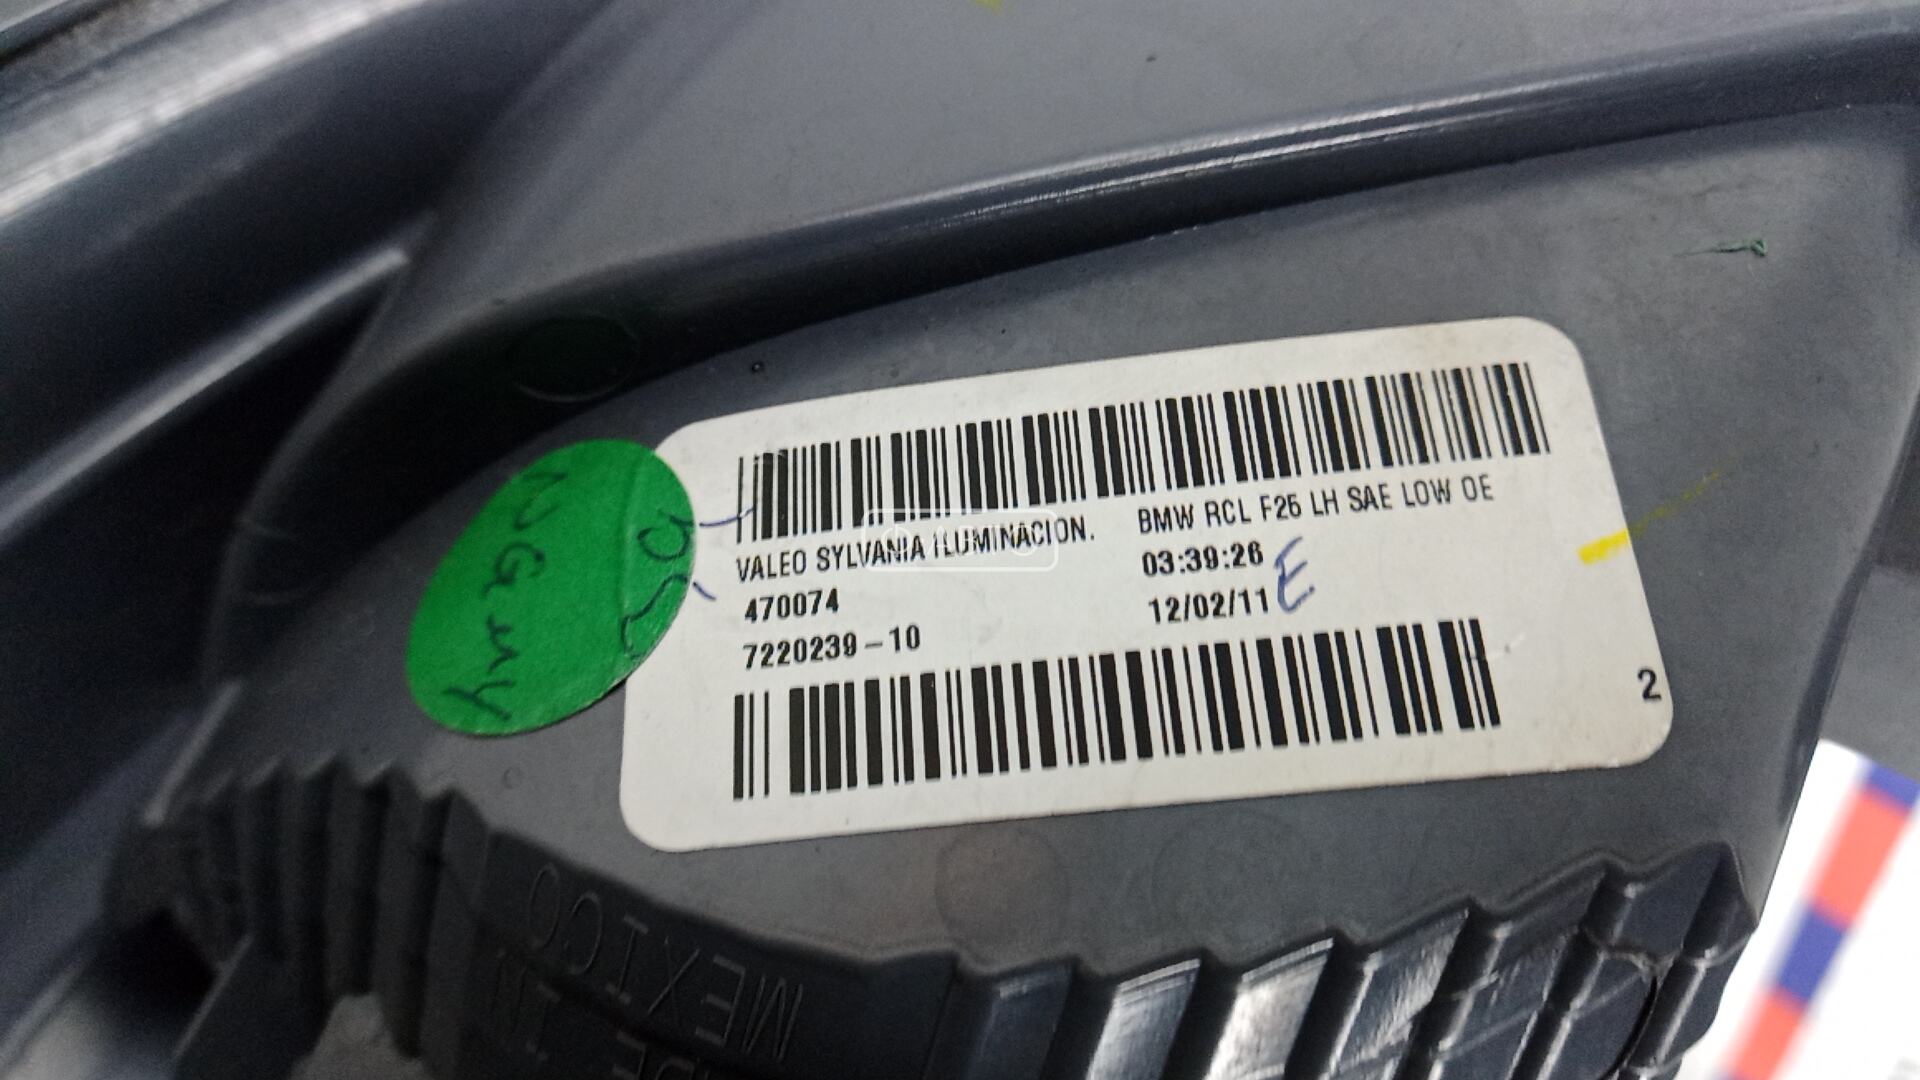 VALEO SYLVANIA ILUMINACION.
470074
7220239-10
BMW RCL F25 LH SAE LOW OE
03:39:26
12/02/11 E
2
MEXICO